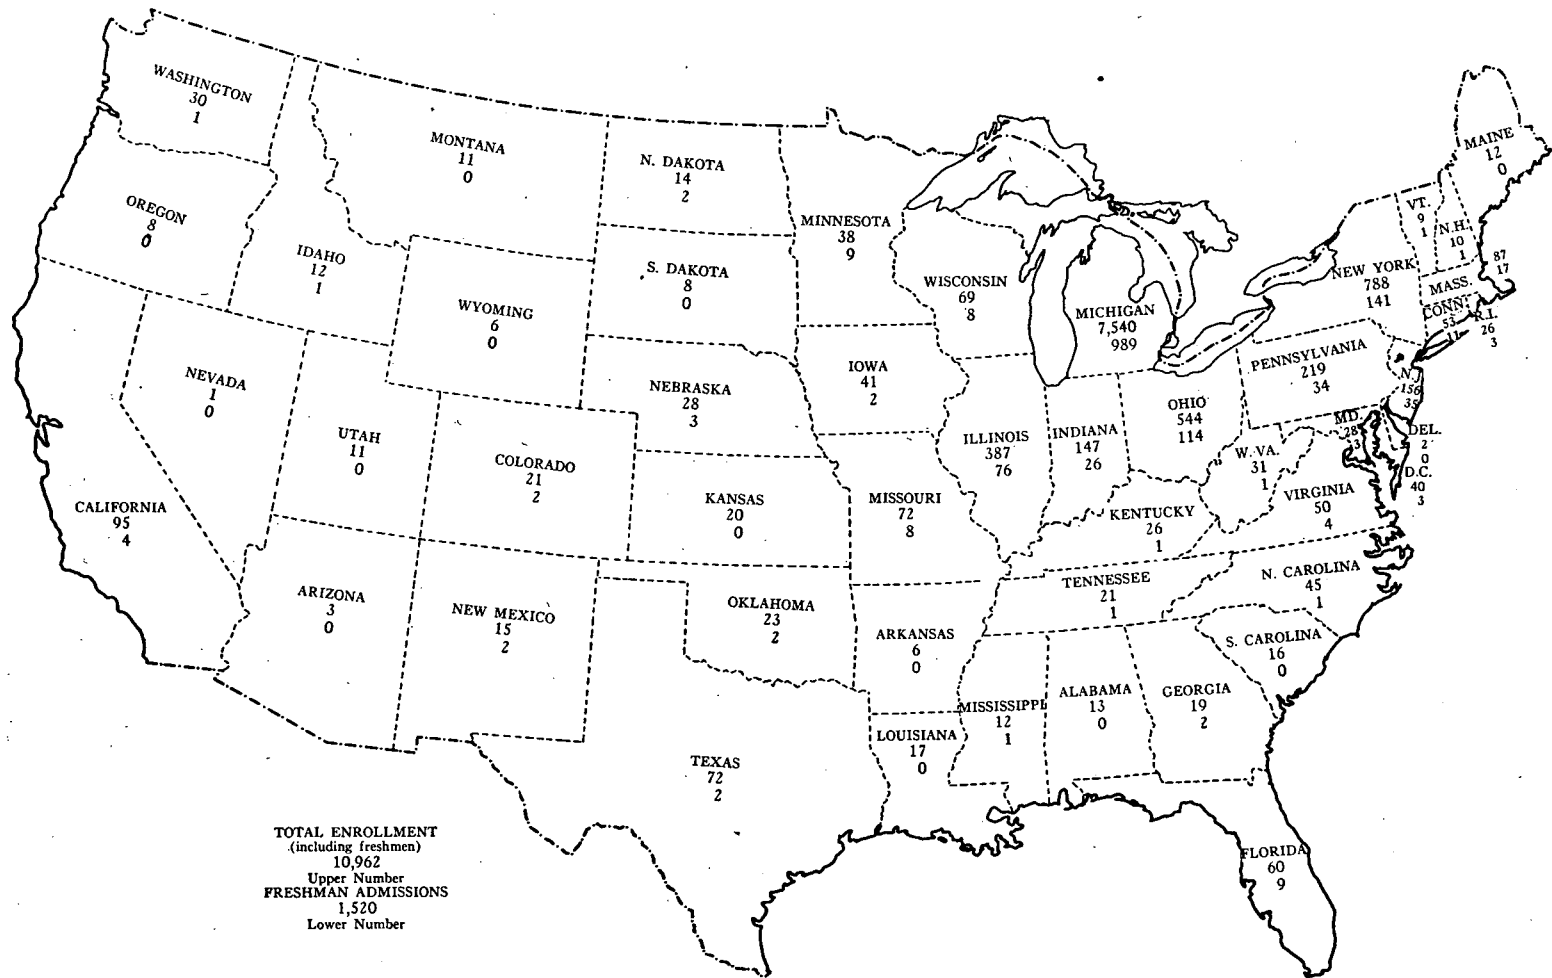 WASHINGTON
30
1
MONTANA
11
0
N. DAKOTA
14
2
MINNESOTA
38
9
OREGON
8
0
IDAHO
12
1
WYOMING
6
0
S. DAKOTA
8
0
WISCONSIN
69
8
MICHIGAN
7,540
989
NEW YORK
788
141
VT.
9
1
N.H.
10
1
MAINE
12
0
87
17
MASS.
CONN.
53
R.I.
26
3
NEVADA
1
0
UTAH
11
0
COLORADO
21
2
NEBRASKA
28
3
IOWA
41
2
ILLINOIS
387
76
INDIANA
147
26
OHIO
544
114
PENNSYLVANIA
219
34
N.J.
156
35
MD.
28
13
DEL.
2
0
D.C.
40
3
W. VA.
31
1
VIRGINIA
50
4
CALIFORNIA
95
4
KANSAS
20
0
MISSOURI
72
8
KENTUCKY
26
1
ARIZONA
3
0
NEW MEXICO
15
2
OKLAHOMA
23
2
ARKANSAS
6
0
TENNESSEE
21
1
N. CAROLINA
45
1
S. CAROLINA
16
0
MISSISSIPPI
12
1
ALABAMA
13
0
GEORGIA
19
2
LOUISIANA
17
0
TEXAS
72
2
FLORIDA
60
9
TOTAL ENROLLMENT
(including freshmen)
10,962
Upper Number
FRESHMAN ADMISSIONS
1,520
Lower Number